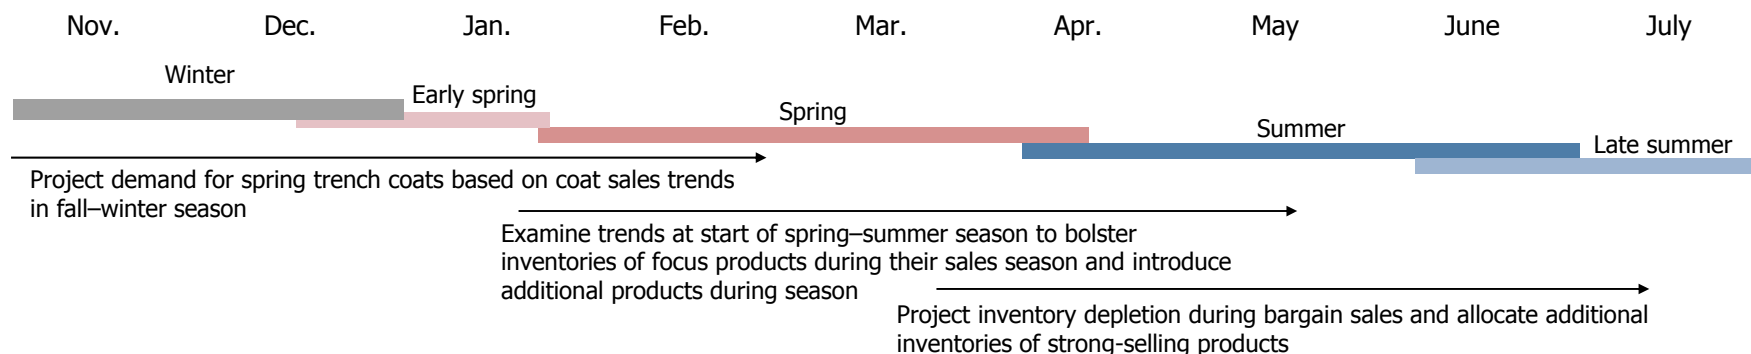 Nov. Dec. Jan. Feb. Mar. Apr. May June July
Winter
Early spring
Spring
Summer
Late summer
Project demand for spring trench coats based on coat sales trends
in fall–winter season
Examine trends at start of spring–summer season to bolster
inventories of focus products during their sales season and introduce
additional products during season
Project inventory depletion during bargain sales and allocate additional
inventories of strong-selling products